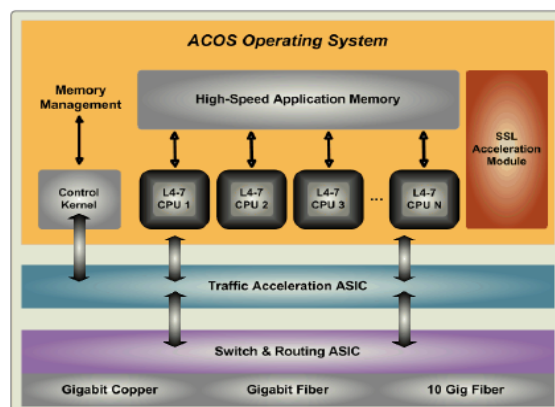 ACOS Operating System
Memory
Management
High-Speed Application Memory
SSL
Acceleration
Module
Control
Kernel
L4-7
CPU 1
L4-7
CPU 2
L4-7
CPU 3
...
L4-7
CPU N
Traffic Acceleration ASIC
Switch & Routing ASIC
Gigabit Copper
Gigabit Fiber
10 Gig Fiber